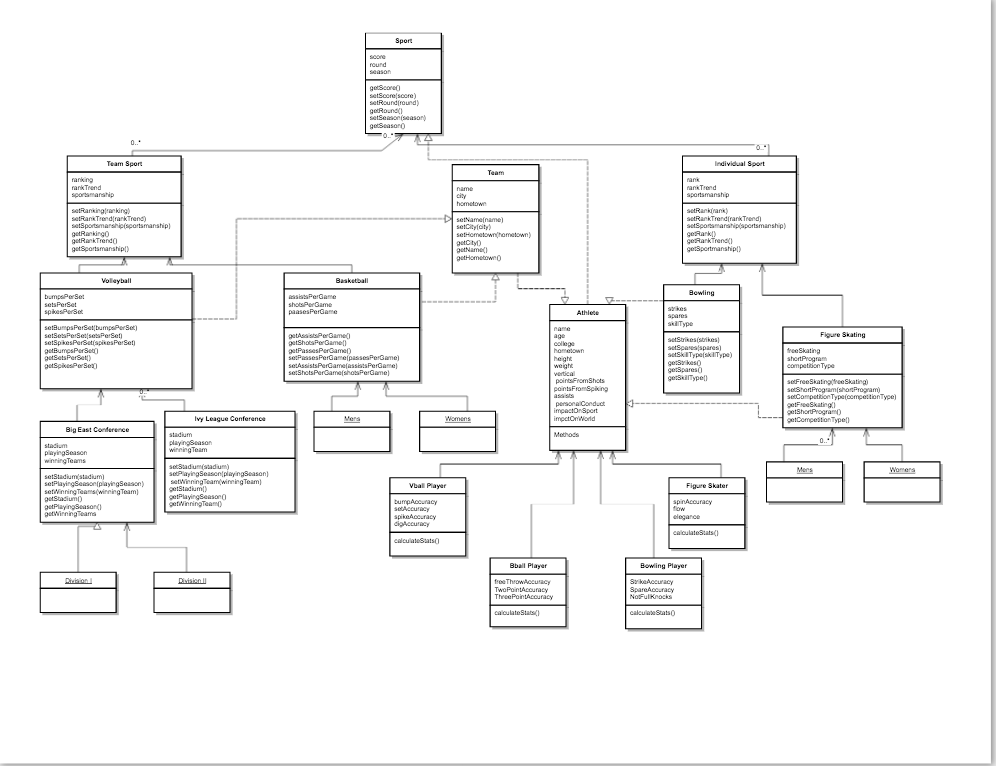 Sport
score
round
season
getScore()
setScore(score)
setRound(round)
getRound()
setSeason(season)
getSeason()
0..*
0..*
0..*
Team Sport
ranking
rankTrend
sportsmanship
setRanking(ranking)
setRankTrend(rankTrend)
setSportsmanship(sportsmanship)
getRanking()
getRankTrend()
getSportsmanship()
Team
name
city
hometown
setName(name)
setCity(city)
setHometown(hometown)
getCity()
getName()
getHometown()
Individual Sport
rank
rankTrend
sportsmanship
setRank(rank)
setRankTrend(rankTrend)
setSportsmanship(sportsmanship)
getRank()
getRankTrend()
getSportmanship()
Volleyball
bumpsPerSet
setsPerSet
spikesPerSet
setBumpsPerSet(bumpsPerSet)
setSetsPerSet(setsPerSet)
setSpikesPerSet(spikesPerSet)
getBumpsPerSet()
getSetsPerSet()
getSpikesPerSet()
0..*
Basketball
assistsPerGame
shotsPerGame
paasesPerGame
getAssistsPerGame()
getShotsPerGame()
getPassesPerGame()
setPassesPerGame(passesPerGame)
setAssistsPerGame(assistsPerGame)
setShotsPerGame(shotsPerGame)
Athlete
name
age
college
hometown
height
weight
vertical
pointsFromShots
pointsFromSpiking
assists
personalConduct
impactOnSport
impctOnWorld
Methods
Bowling
strikes
spares
skillType
setStrikes(strikes)
setSpares(spares)
setSkillType(skillType)
getStrikes()
getSpares()
getSkillType()
Figure Skating
freeSkating
shortProgram
competitionType
setFreeSkating(freeSkating)
setShortProgram(shortProgram)
setCompetitionType(competitionType)
getFreeSkating()
getShortProgram()
getCompetitionType()
0..*
Big East Conference
stadium
playingSeason
winningTeams
setStadium(stadium)
setPlayingSeason(playingSeason)
setWinningTeams(winningTeam)
getStadium()
getPlayingSeason()
getWinningTeams
Ivy League Conference
stadium
playingSeason
winningTeam
setStadium(stadium)
setPlayingSeason(playingSeason)
setWinningTeam(winningTeam)
getStadium()
getPlayingSeason()
getWinningTeam()
Mens
Womens
Mens
Womens
Vball Player
bumpAccuracy
setAccuracy
spikeAccuracy
digAccuracy
calculateStats()
Figure Skater
spinAccuracy
flow
elegance
calculateStats()
Bball Player
freeThrowAccuracy
TwoPointAccuracy
ThreePointAccuracy
calculateStats()
Bowling Player
StrikeAccuracy
SpareAccuracy
NotFullKnocks
calculateStats()
Division I
Division II